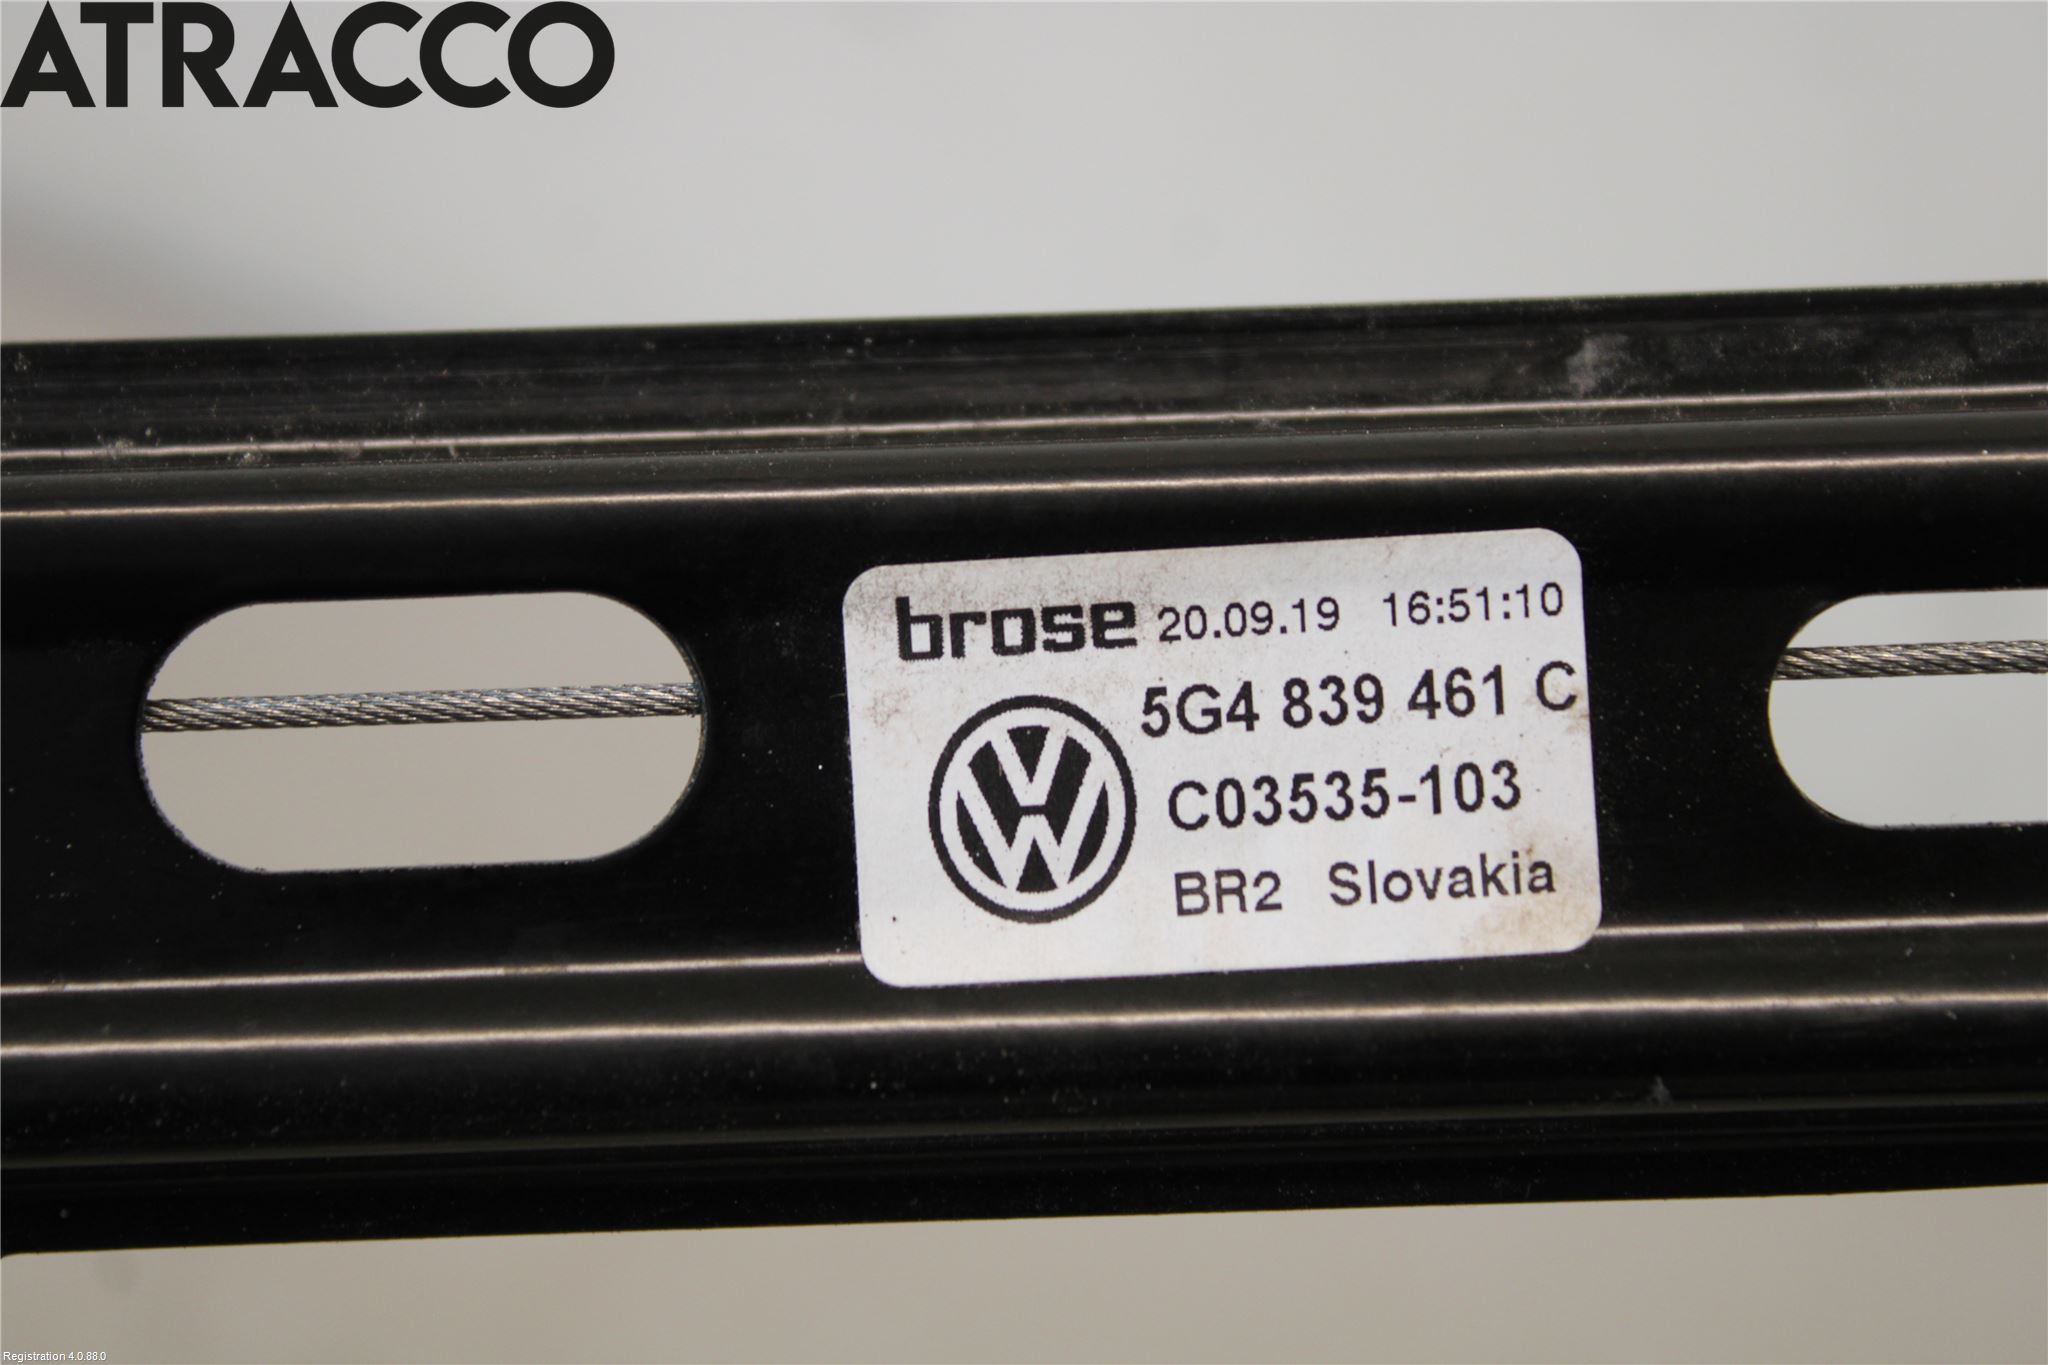 ATRACCO
brose 20.09.19 16:51:10
5G4 839 461 C
C03535-103
BR2 Slovakia
Registration 4.0.88.0